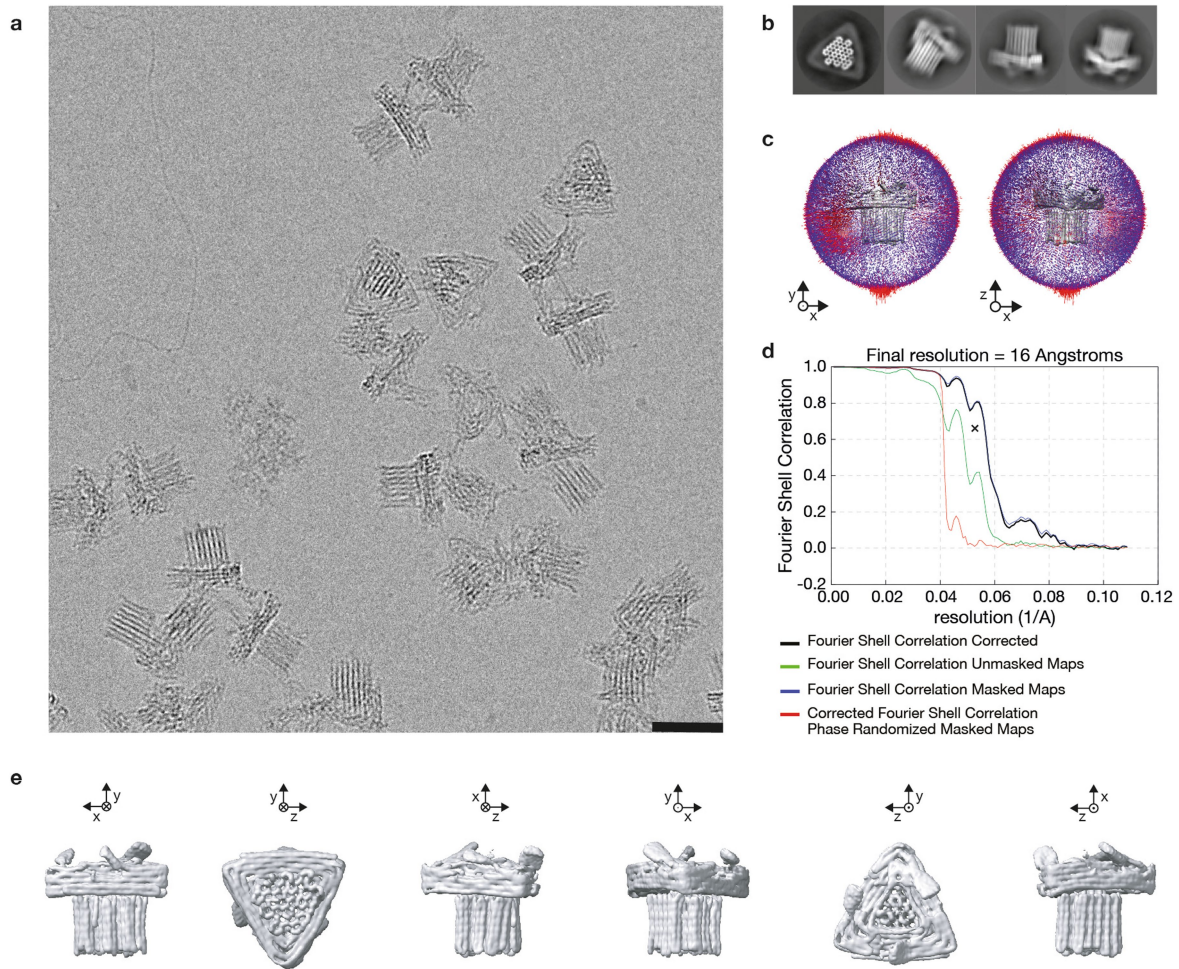 a
b
c
y
x
z
x
d
Final resolution = 16 Angstroms
Fourier Shell Correlation
1.0
0.8
0.6
0.4
0.2
0.0
-0.2
×
0.00 0.02 0.04 0.06 0.08 0.10 0.12
resolution (1/A)
Fourier Shell Correlation Corrected
Fourier Shell Correlation Unmasked Maps
Fourier Shell Correlation Masked Maps
Corrected Fourier Shell Correlation
Phase Randomized Masked Maps
e
y
x
y
z
x
z
y
x
y
z
x
z